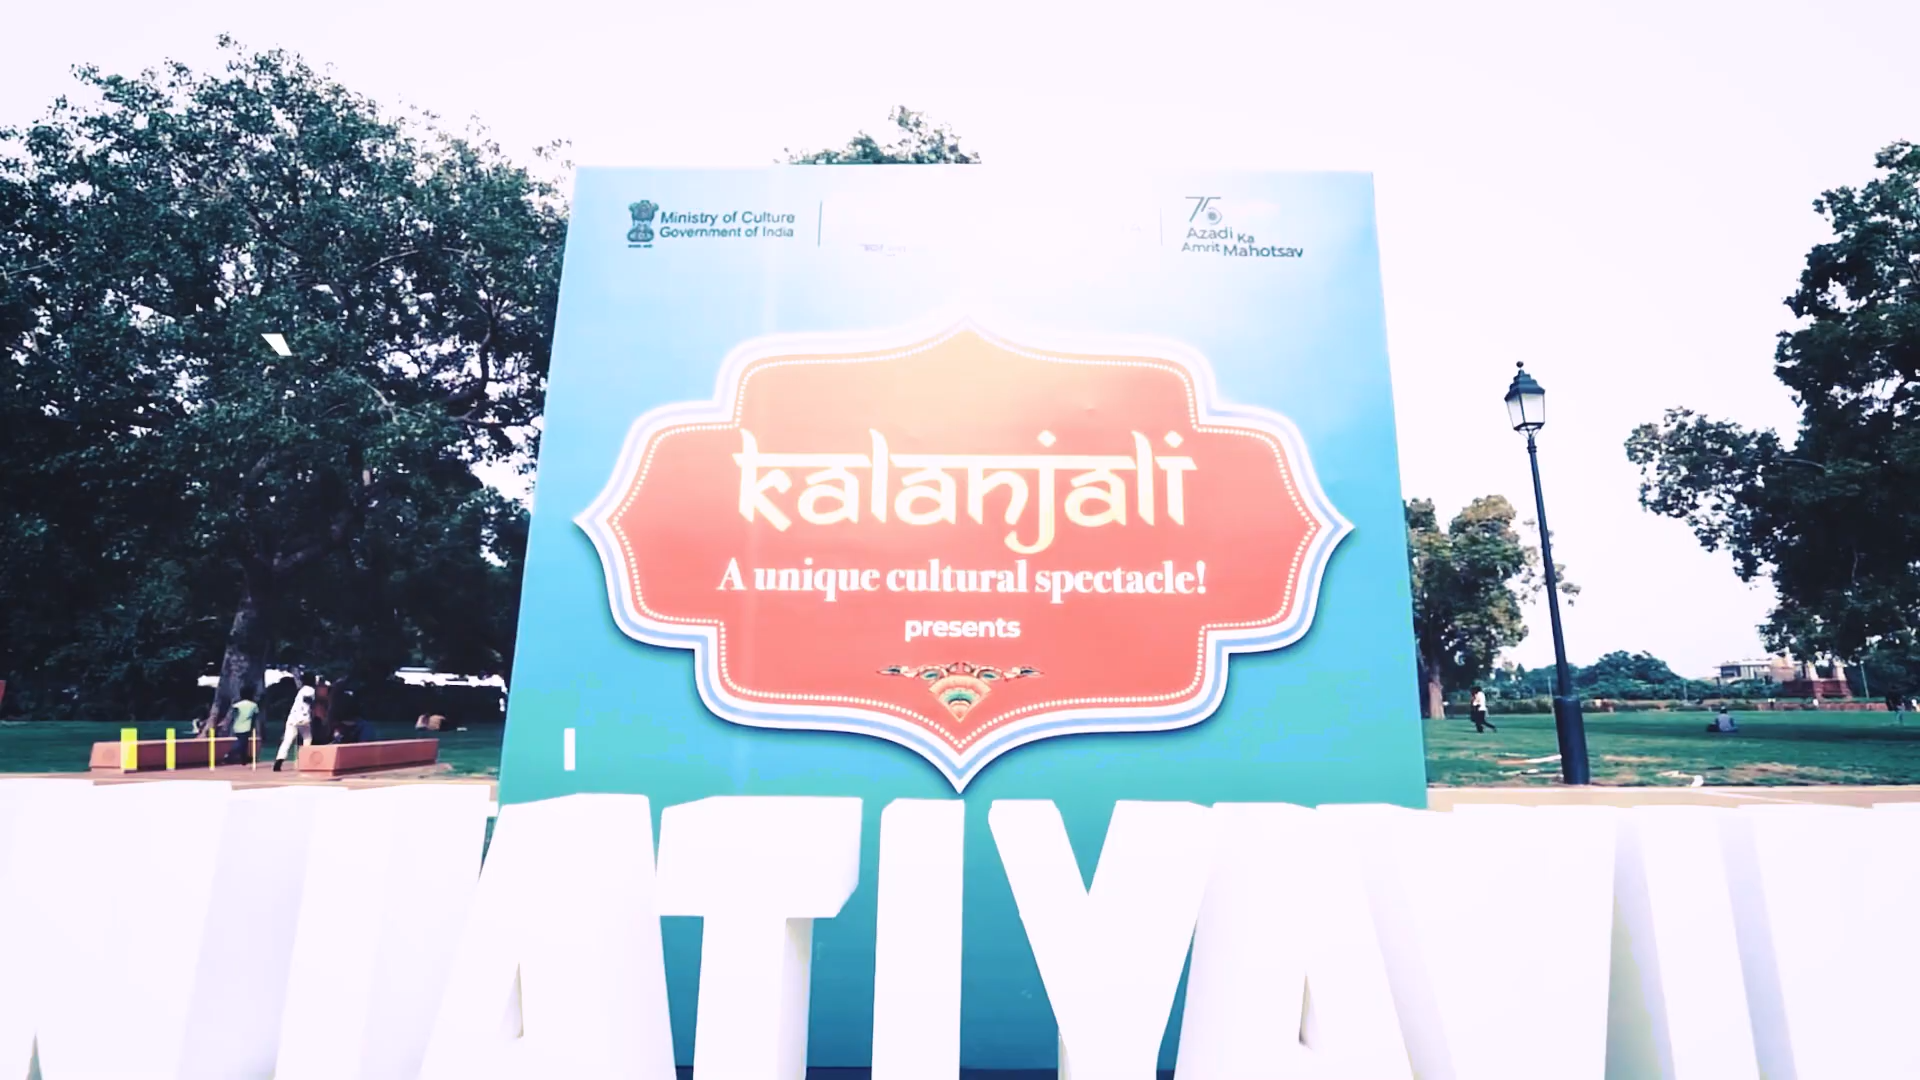 Ministry of Culture
Government of India
75
Azadi Ka
Amrit Mahotsav
kalanjali
A unique cultural spectacle!
presents
ATIYA